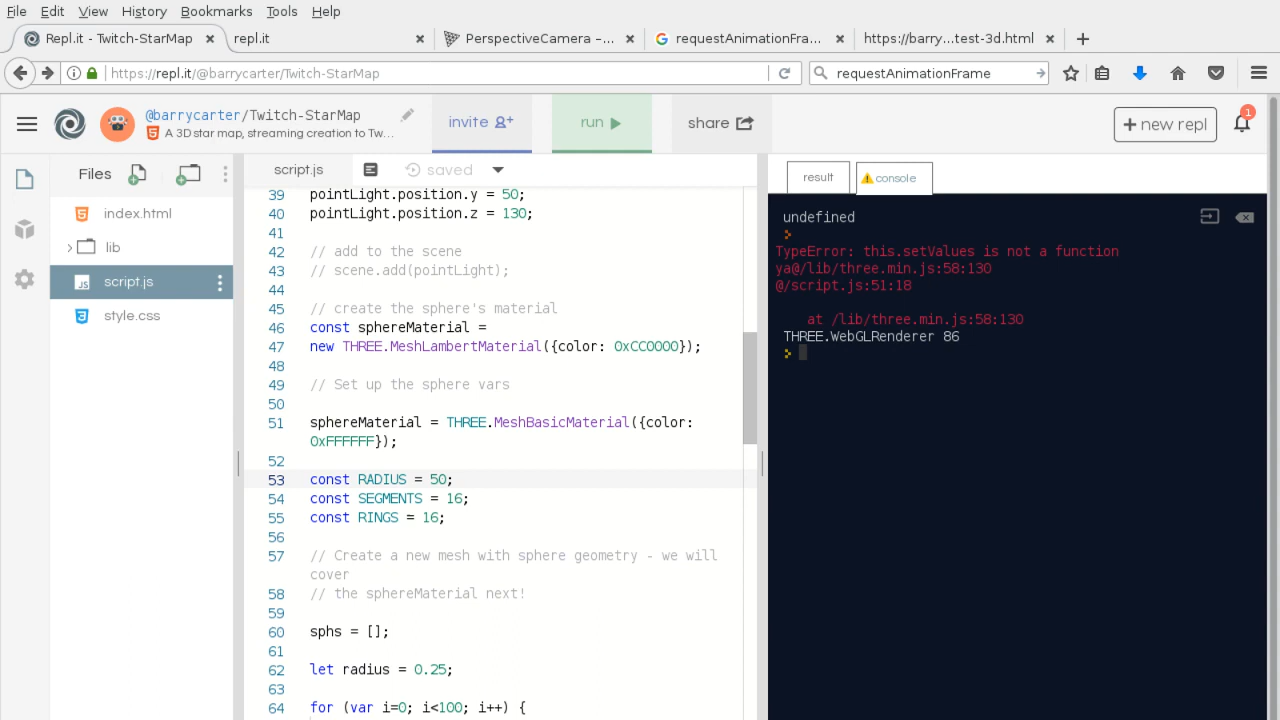 File Edit View History Bookmarks Tools Help
Repl.it - Twitch-StarMap × repl.it × PerspectiveCamera –... × requestAnimationFra... × https://barry...test-3d.html ×
https://repl.it/@barrycarter/Twitch-StarMap requestAnimationFrame
@barrycarter/Twitch-StarMap
A 3D star map, streaming creation to Tw...
invite run share + new repl 1
Files script.js saved result console
index.html
lib
script.js
style.css
39 pointLight.position.y = 50;
40 pointLight.position.z = 130;
41
42 // add to the scene
43 // scene.add(pointLight);
44
45 // create the sphere's material
46 const sphereMaterial =
47 new THREE.MeshLambertMaterial({color: 0xCC0000});
48
49 // Set up the sphere vars
50
51 sphereMaterial = THREE.MeshBasicMaterial({color:
0xFFFFFF});
52
53 const RADIUS = 50;
54 const SEGMENTS = 16;
55 const RINGS = 16;
56
57 // Create a new mesh with sphere geometry - we will
cover
58 // the sphereMaterial next!
59
60 sphs = [];
61
62 let radius = 0.25;
63
64 for (var i=0; i<100; i++) {
undefined
>
TypeError: this.setValues is not a function
ya@/lib/three.min.js:58:130
@/script.js:51:18
at /lib/three.min.js:58:130
THREE.WebGLRenderer 86
>